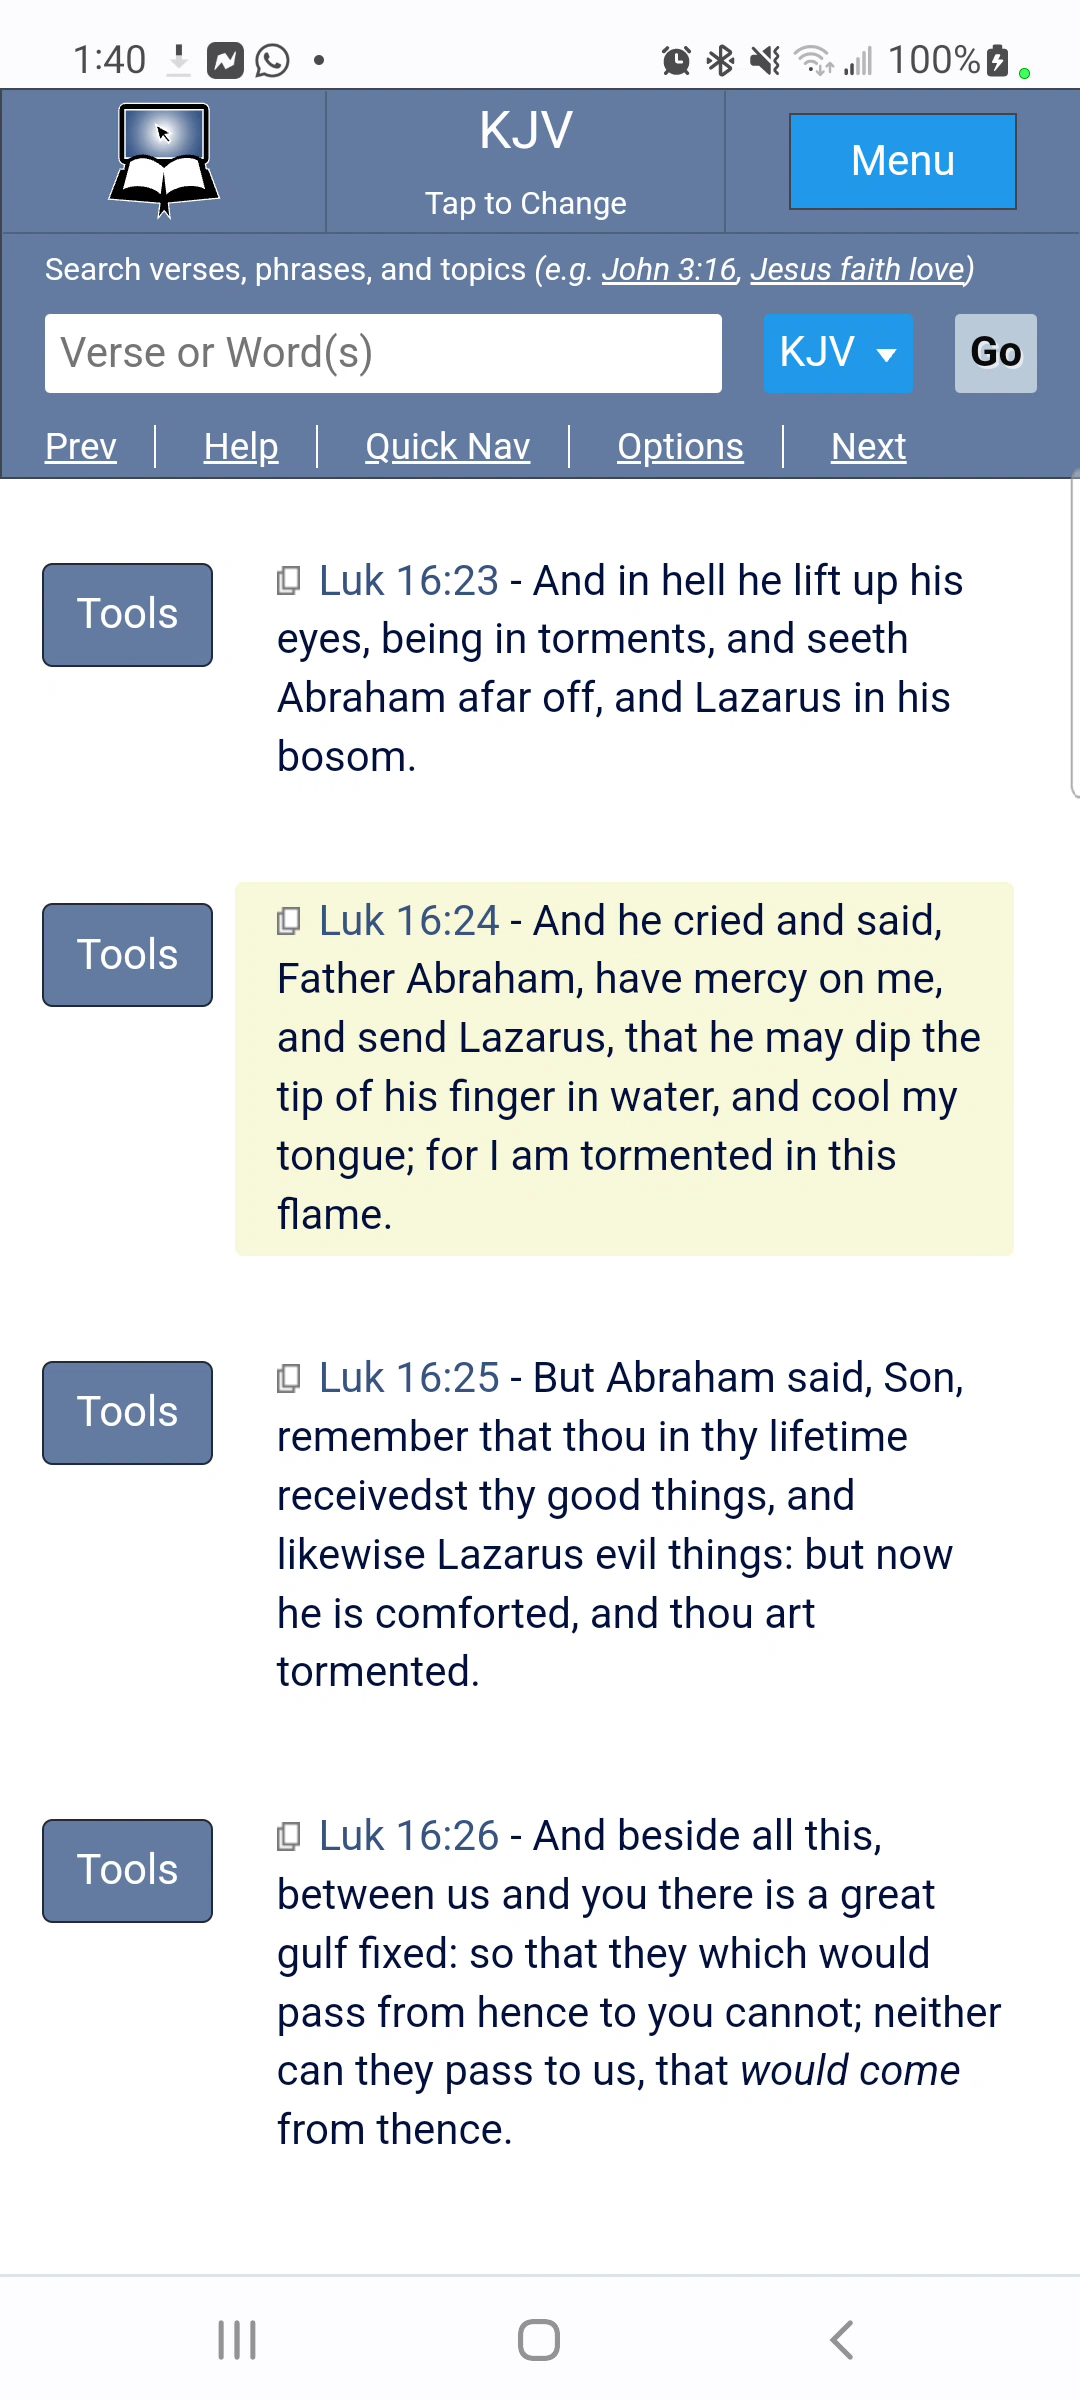 1:40 100%
KJV
Tap to Change
Menu
Search verses, phrases, and topics (e.g. John 3:16, Jesus faith love)
Verse or Word(s) KJV Go
Prev Help Quick Nav Options Next
Tools
Luk 16:23 - And in hell he lift up his
eyes, being in torments, and seeth
Abraham afar off, and Lazarus in his
bosom.
Tools
Luk 16:24 - And he cried and said,
Father Abraham, have mercy on me,
and send Lazarus, that he may dip the
tip of his finger in water, and cool my
tongue; for I am tormented in this
flame.
Tools
Luk 16:25 - But Abraham said, Son,
remember that thou in thy lifetime
receivedst thy good things, and
likewise Lazarus evil things: but now
he is comforted, and thou art
tormented.
Tools
Luk 16:26 - And beside all this,
between us and you there is a great
gulf fixed: so that they which would
pass from hence to you cannot; neither
can they pass to us, that would come
from thence.